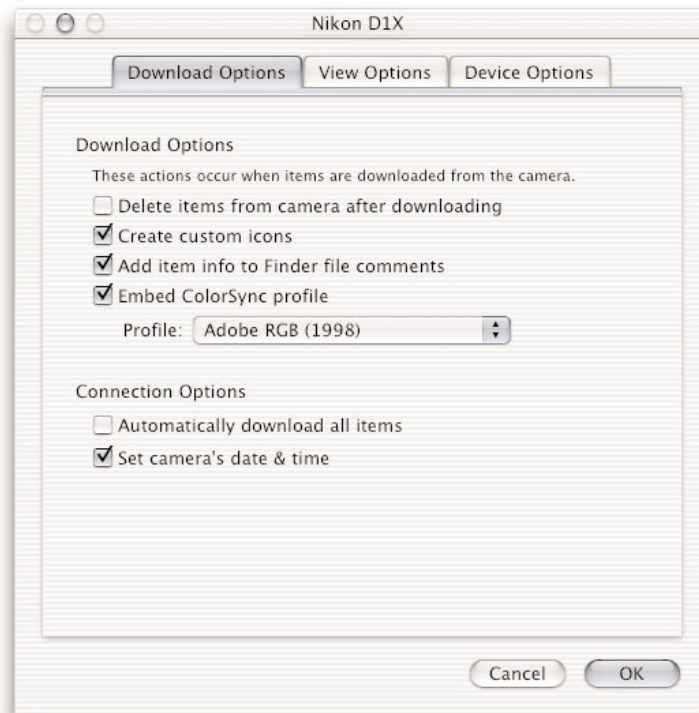 Nikon D1X
Download Options View Options Device Options
Download Options
These actions occur when items are downloaded from the camera.
Delete items from camera after downloading
Create custom icons
Add item info to Finder file comments
Embed ColorSync profile
Profile: Adobe RGB (1998)
Connection Options
Automatically download all items
Set camera's date & time
Cancel OK